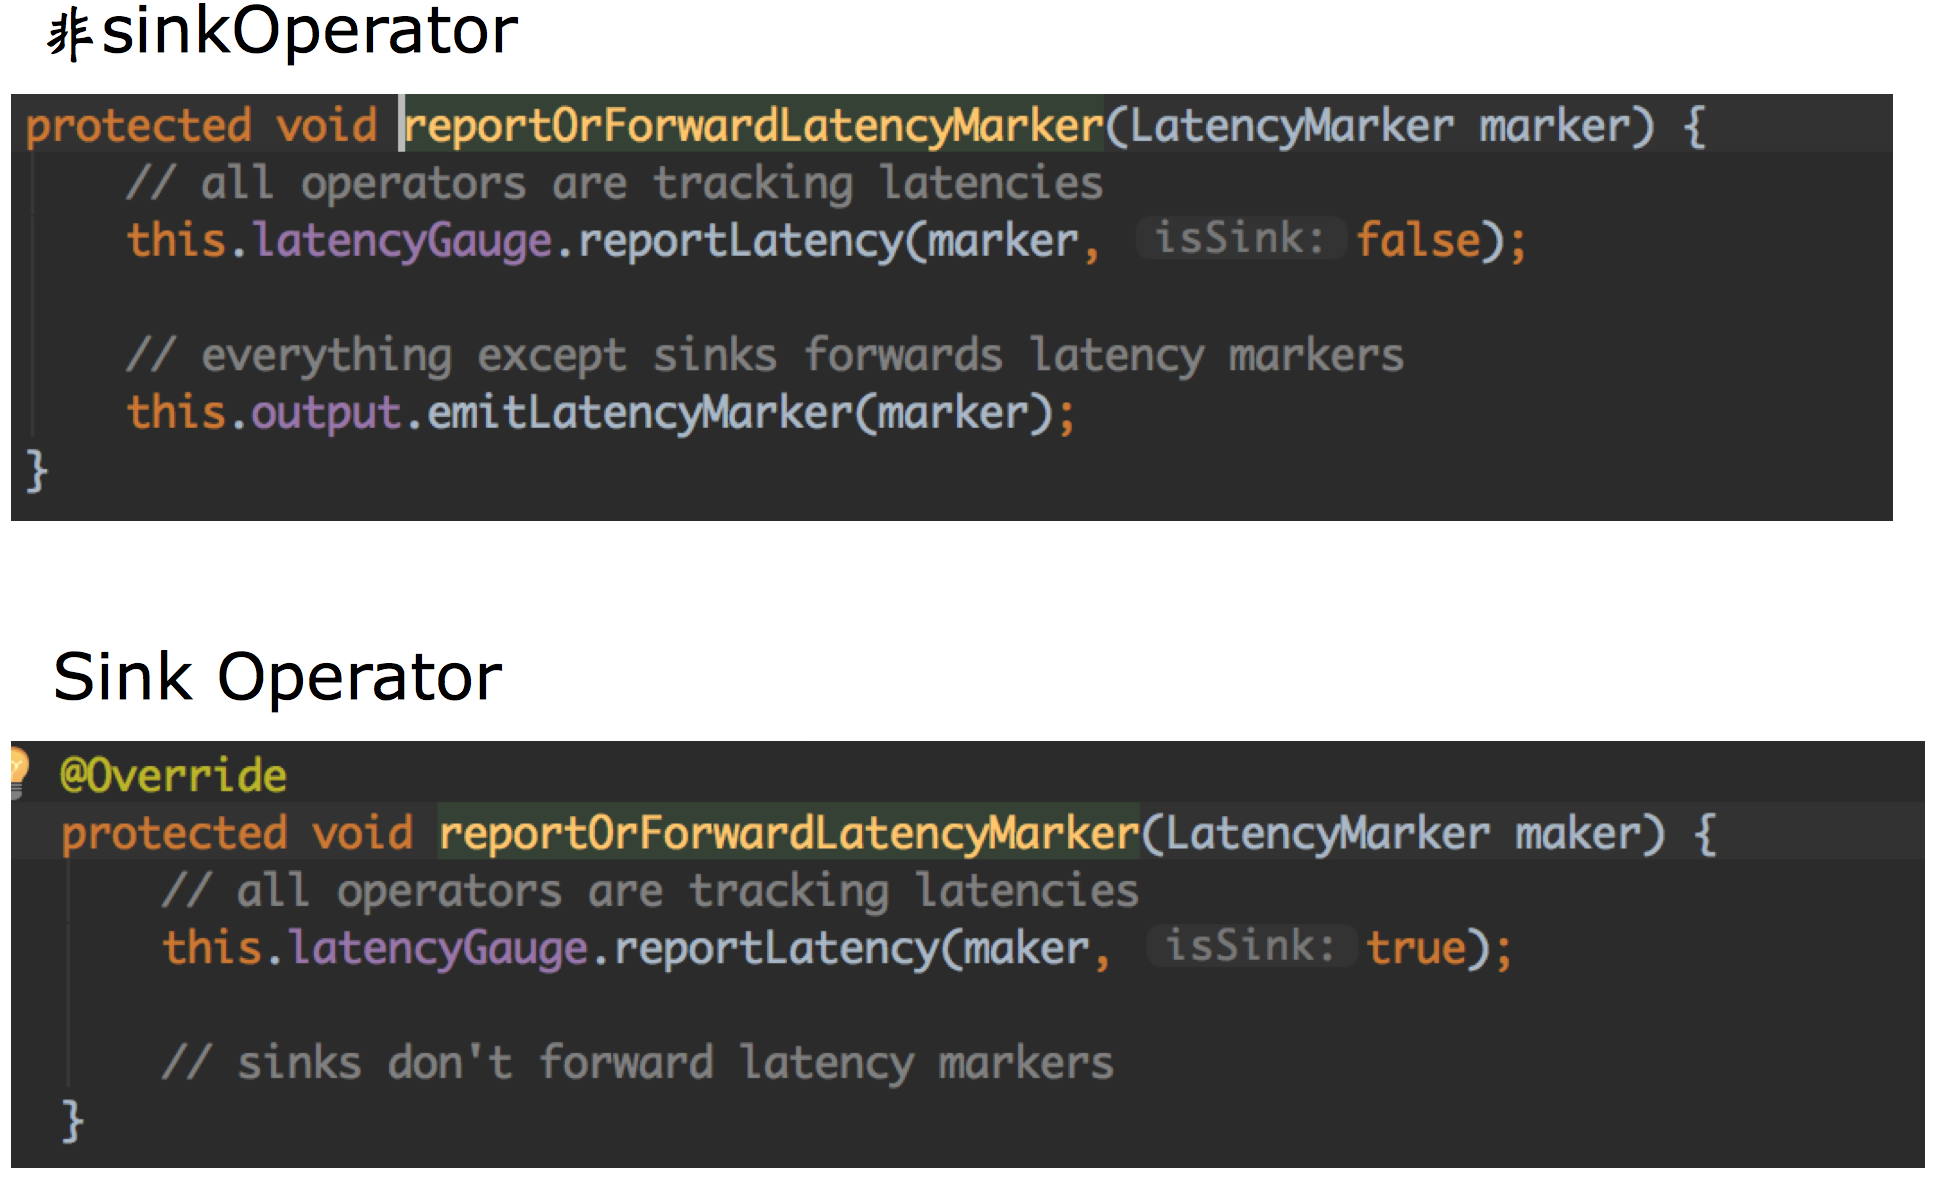 非sinkOperator
protected void reportOrForwardLatencyMarker(LatencyMarker marker) {
// all operators are tracking latencies
this.latencyGauge.reportLatency(marker, isSink: false);
// everything except sinks forwards latency markers
this.output.emitLatencyMarker(marker);
}
Sink Operator
@Override
protected void reportOrForwardLatencyMarker(LatencyMarker maker) {
// all operators are tracking latencies
this.latencyGauge.reportLatency(maker, isSink: true);
// sinks don't forward latency markers
}